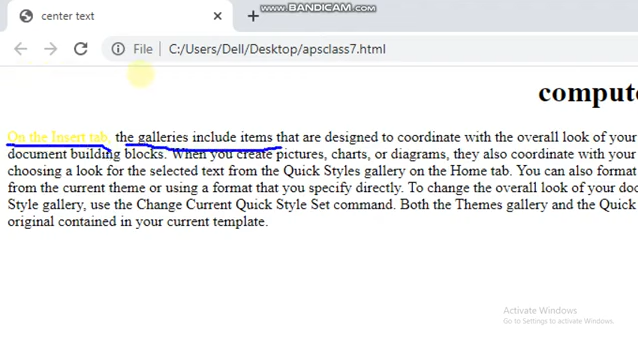 www.BANDICAM.com
center text
File
C:/Users/Dell/Desktop/apsclass7.html
compute
On the Insert tab, the galleries include items that are designed to coordinate with the overall look of your
document building blocks. When you create pictures, charts, or diagrams, they also coordinate with your
choosing a look for the selected text from the Quick Styles gallery on the Home tab. You can also format
from the current theme or using a format that you specify directly. To change the overall look of your doc
Style gallery, use the Change Current Quick Style Set command. Both the Themes gallery and the Quick
original contained in your current template.
Activate Windows
Go to Settings to activate Windows.